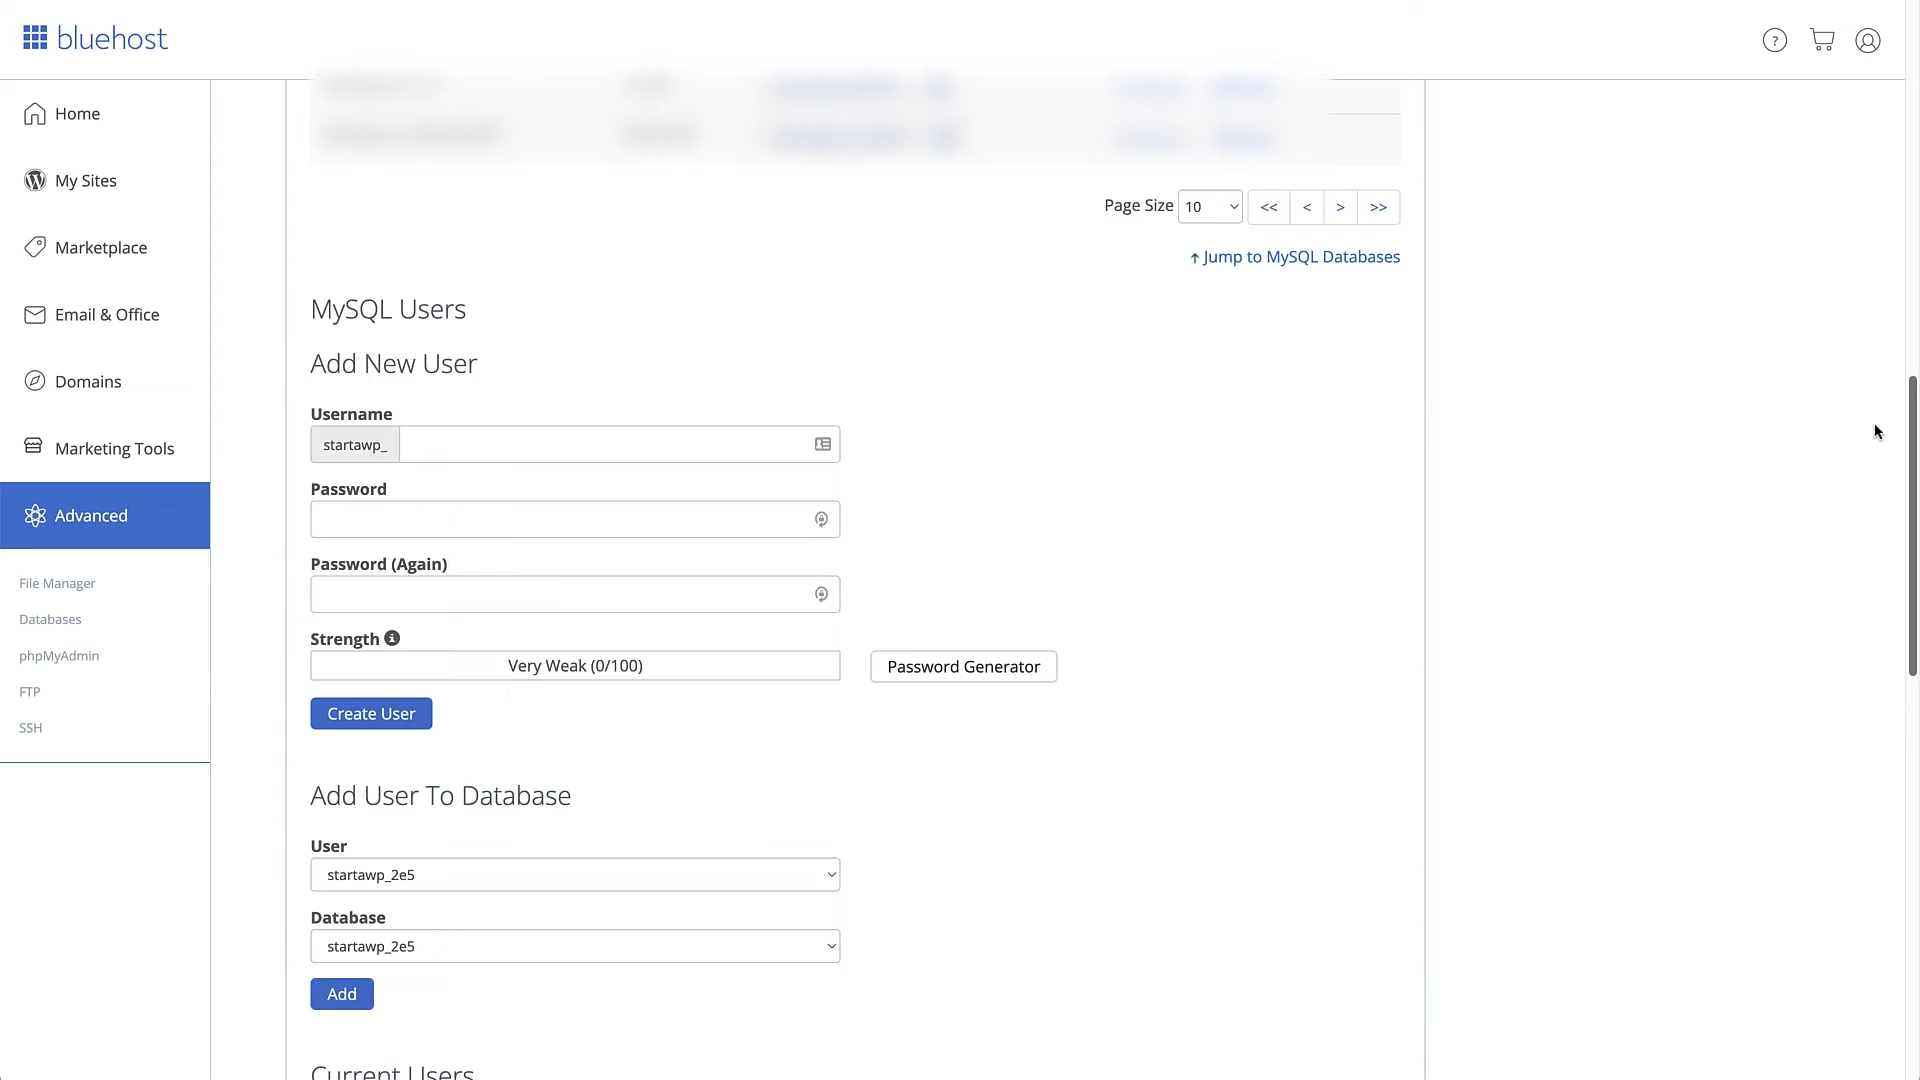 bluehost
?
Home
My Sites
Marketplace
Email & Office
Domains
Marketing Tools
Advanced
File Manager
Databases
phpMyAdmin
FTP
SSH
Page Size 10 << < > >>
Jump to MySQL Databases
MySQL Users
Add New User
Username
startawp_
Password
Password (Again)
Strength
Very Weak (0/100)
Password Generator
Create User
Add User To Database
User
startawp_2e5
Database
startawp_2e5
Add
Current Users